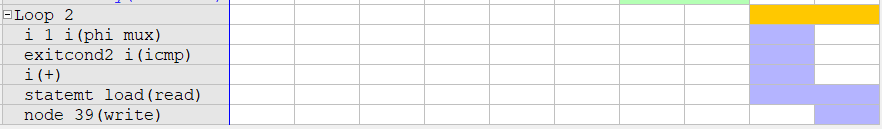 Loop 2
i 1 i(phi mux)
exitcond2 i(icmp)
i(+)
statemt load(read)
node 39(write)